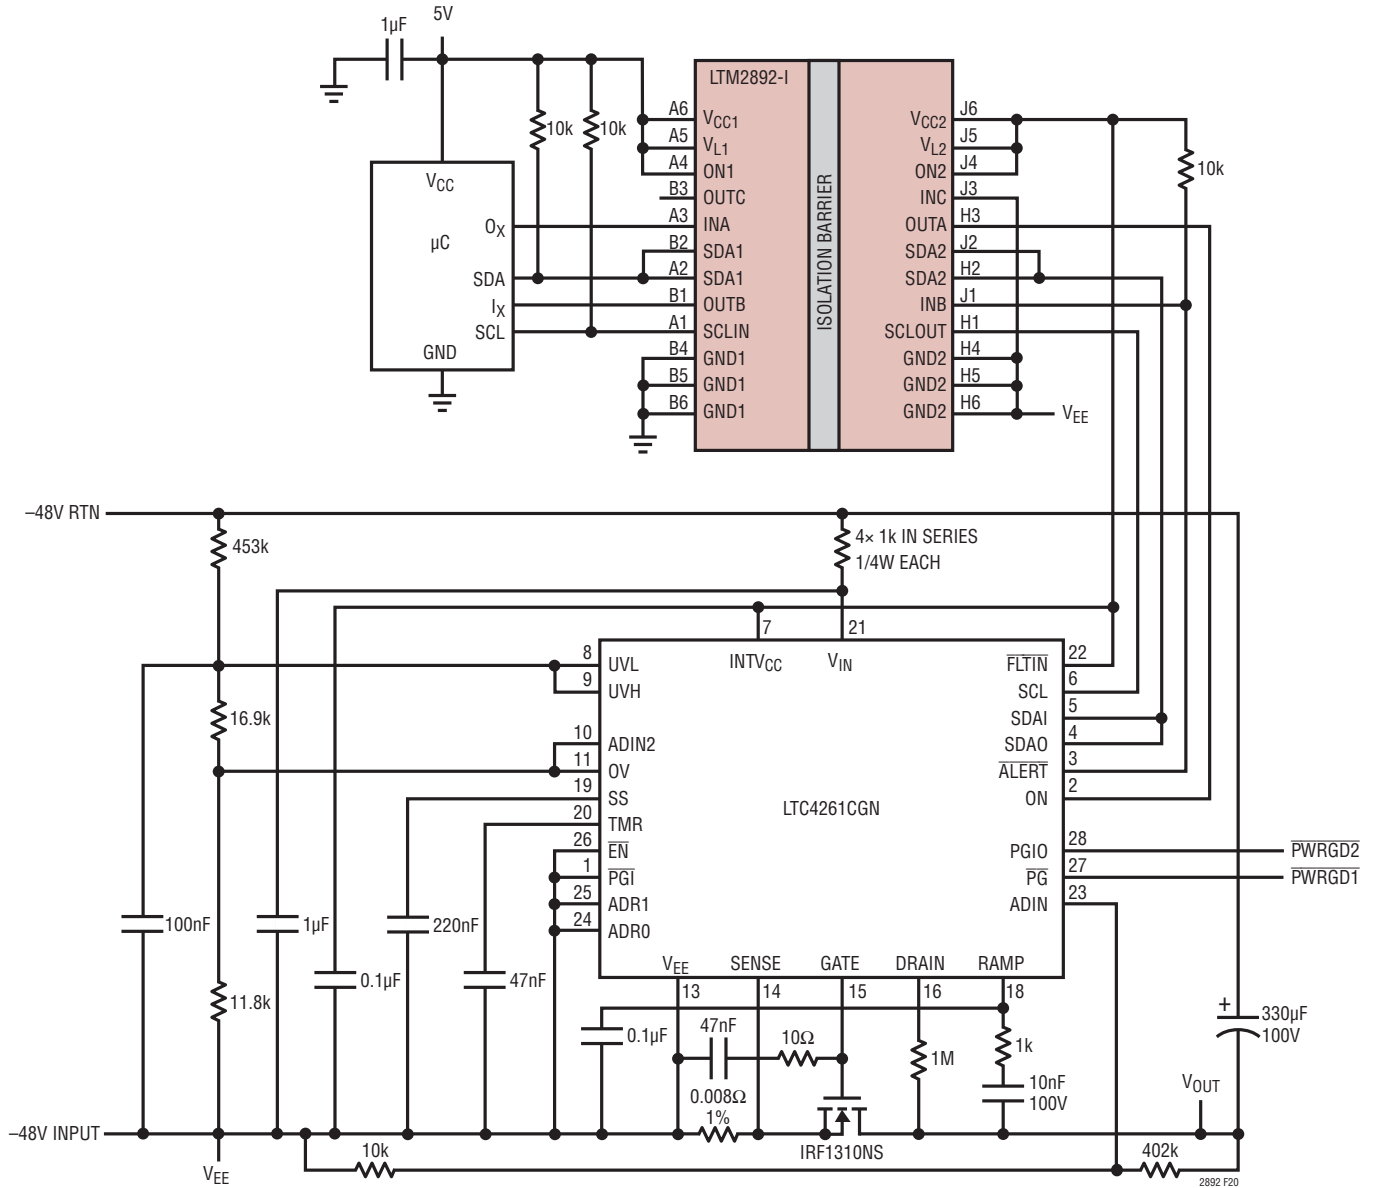 1µF
5V
LTM2892-I
10k
10k
A6
VCC1
A5
VL1
A4
ON1
B3
OUTC
A3
INA
B2
SDA1
A2
SDA1
B1
OUTB
A1
SCLIN
B4
GND1
B5
GND1
B6
GND1
ISOLATION BARRIER
VCC2
J6
VL2
J5
ON2
J4
INC
J3
OUTA
H3
SDA2
J2
SDA2
H2
INB
J1
SCLOUT
H1
GND2
H4
GND2
H5
GND2
H6
VEE
10k
VCC
OX
µC
SDA
IX
SCL
GND
–48V RTN
453k
4× 1k IN SERIES
1/4W EACH
7
21
INTVCC
VIN
8
UVL
9
UVH
16.9k
10
ADIN2
11
OV
19
SS
20
TMR
26
EN
1
PGI
25
ADR1
24
ADR0
LTC4261CGN
FLTIN
22
SCL
6
SDAI
5
SDAO
4
ALERT
3
ON
2
PGIO
28
PWRGD2
PG
27
PWRGD1
ADIN
23
100nF
1µF
220nF
0.1µF
47nF
11.8k
VEE
SENSE
GATE
DRAIN
RAMP
13
14
15
16
18
0.1µF
47nF
10Ω
1M
1k
10nF
100V
0.008Ω
1%
IRF1310NS
+
330µF
100V
VOUT
–48V INPUT
VEE
10k
402k
2892 F20